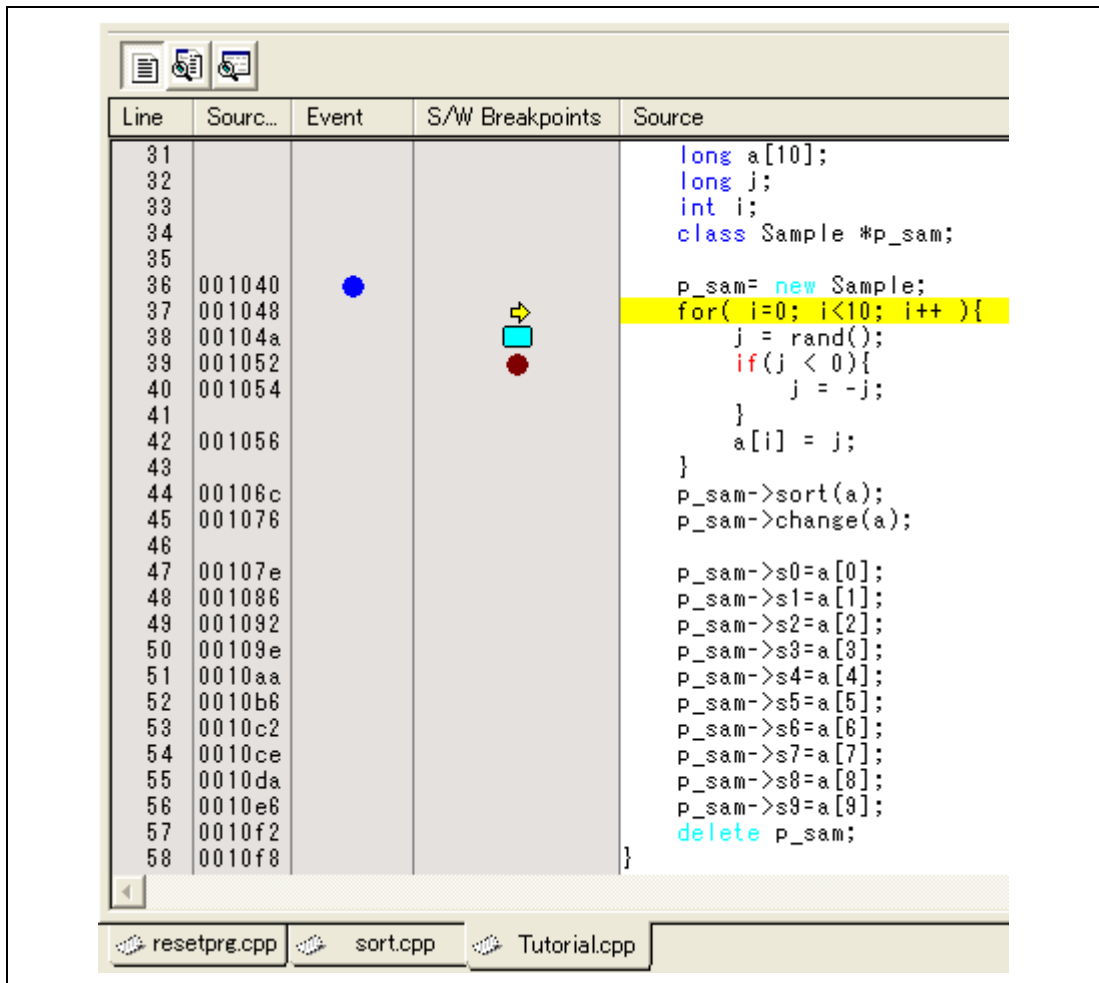 Line Sourc... Event S/W Breakpoints Source
31 long a[10];
32 long j;
33 int i;
34 class Sample *p_sam;
35
36 001040 p_sam= new Sample;
37 001048 for( i=0; i<10; i++ ){
38 00104a j = rand();
39 001052 if(j < 0){
40 001054 j = -j;
41 }
42 001056 a[i] = j;
43 }
44 00106c p_sam->sort(a);
45 001076 p_sam->change(a);
46
47 00107e p_sam->s0=a[0];
48 001086 p_sam->s1=a[1];
49 001092 p_sam->s2=a[2];
50 00109e p_sam->s3=a[3];
51 0010aa p_sam->s4=a[4];
52 0010b6 p_sam->s5=a[5];
53 0010c2 p_sam->s6=a[6];
54 0010ce p_sam->s7=a[7];
55 0010da p_sam->s8=a[8];
56 0010e6 p_sam->s9=a[9];
57 0010f2 delete p_sam;
58 0010f8 }
resetprg.cpp sort.cpp Tutorial.cpp